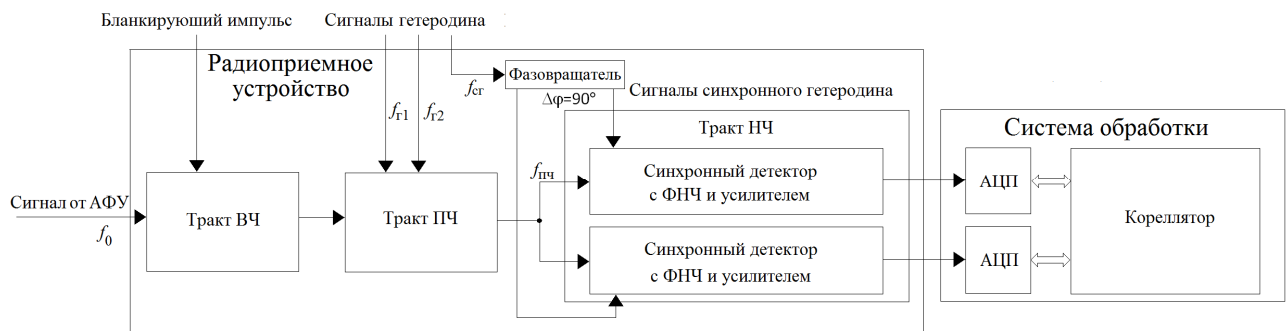 Бланкируюший импульс
Сигналы гетеродина
Радиоприемное
устройство
fсг
Фазовращатель
Δφ=90°
Сигналы синхронного гетеродина
fг1
fг2
Тракт НЧ
Система обработки
Сигнал от АФУ
f0
Тракт ВЧ
Тракт ПЧ
fпч
Синхронный детектор
с ФНЧ и усилителем
АЦП
Кореллятор
Синхронный детектор
с ФНЧ и усилителем
АЦП